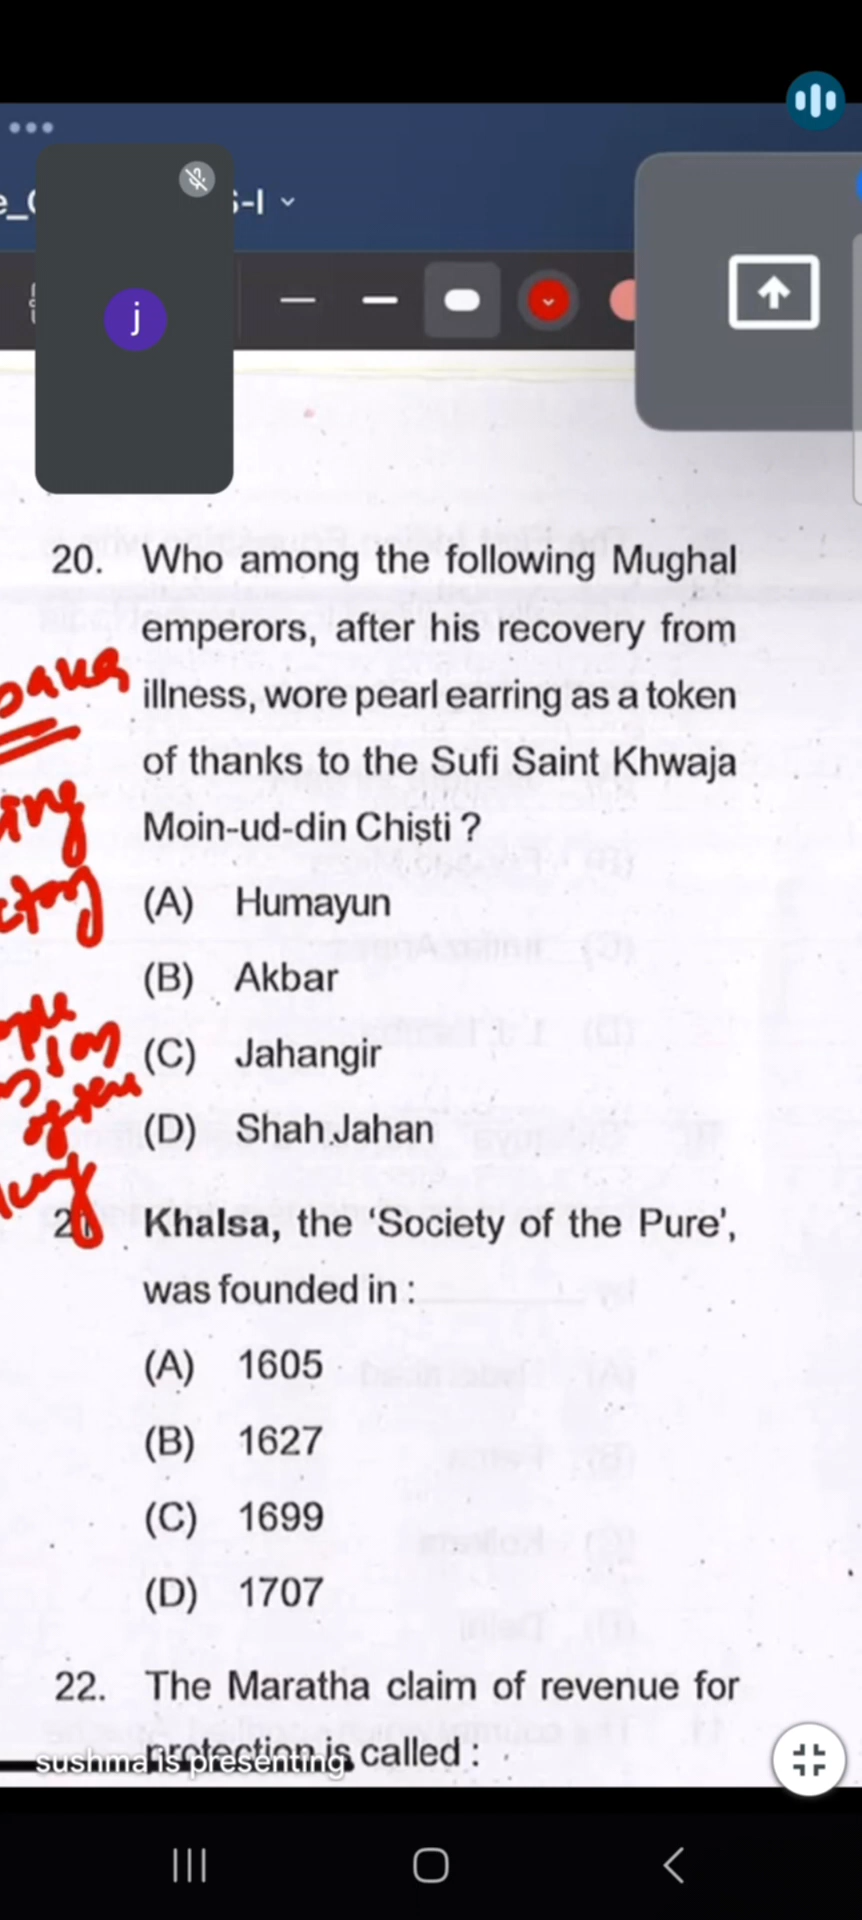 S-I
j
20. Who among the following Mughal
emperors, after his recovery from
illness, wore pearl earring as a token
of thanks to the Sufi Saint Khwaja
Moin-ud-din Chisti ?
(A) Humayun
(B) Akbar
(C) Jahangir
(D) Shah Jahan
21. Khalsa, the ‘Society of the Pure’,
was founded in :
(A) 1605
(B) 1627
(C) 1699
(D) 1707
22. The Maratha claim of revenue for
protection is called :
sushma is presenting